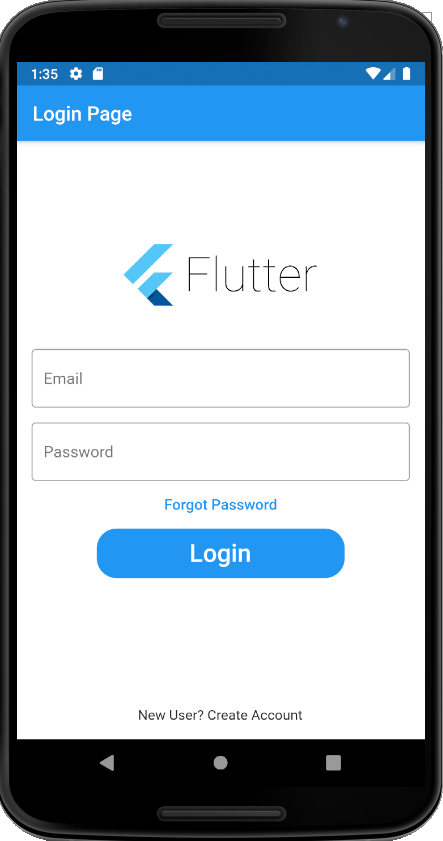 1:35
Login Page
Flutter
Email
Password
Forgot Password
Login
New User? Create Account